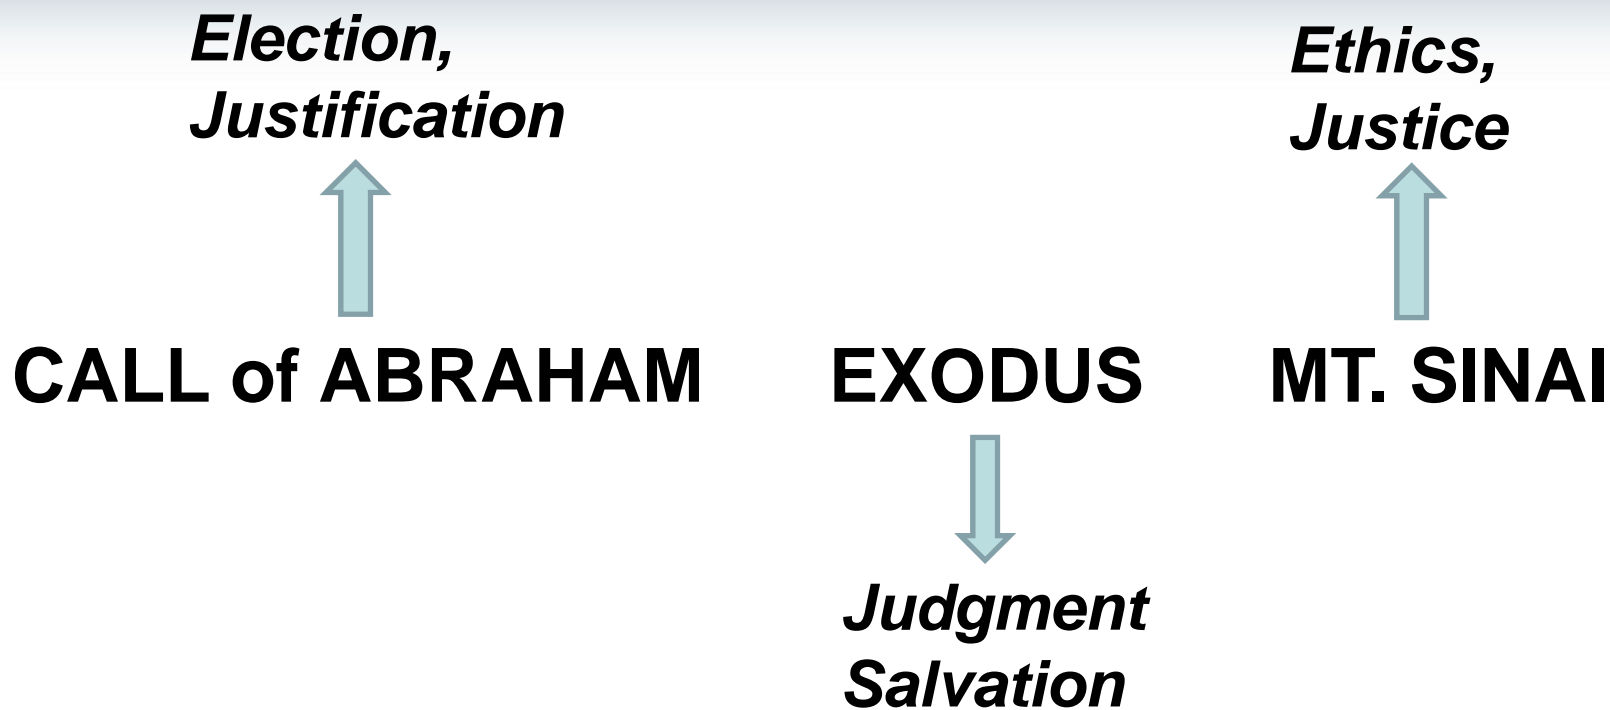 Election,
Justification
Ethics,
Justice
CALL of ABRAHAM
EXODUS
MT. SINAI
Judgment
Salvation